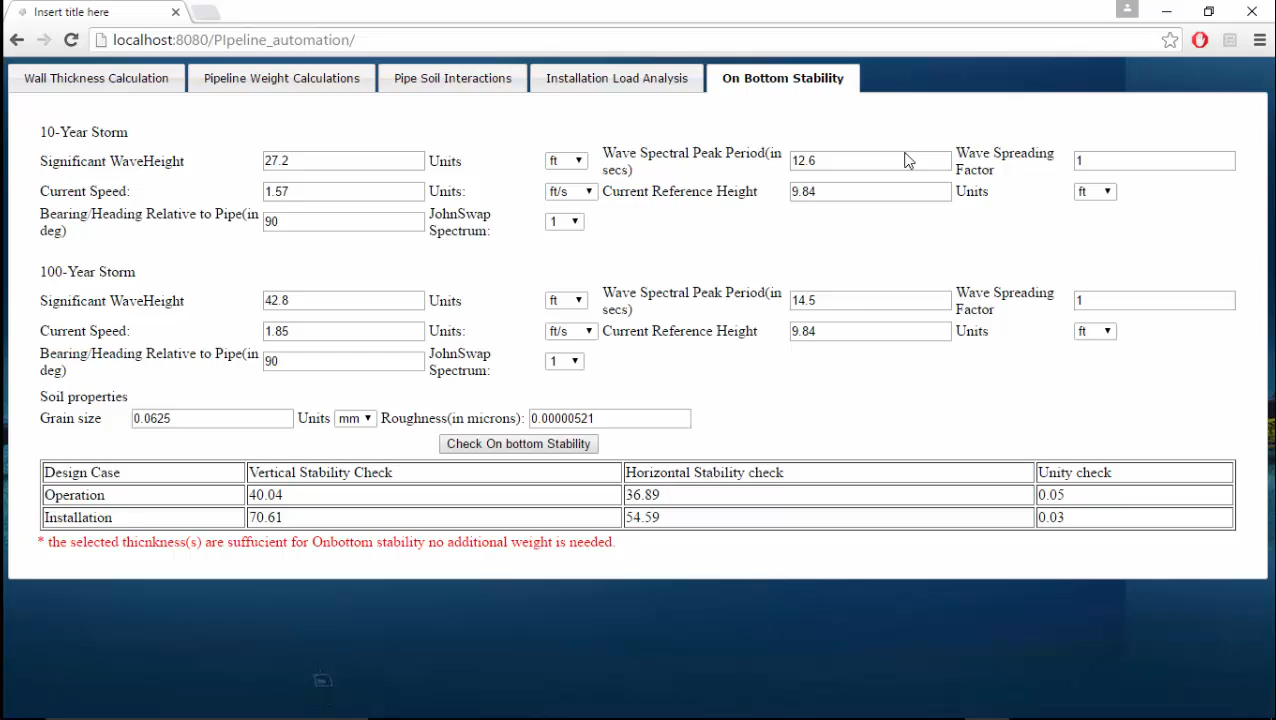 Insert title here
localhost:8080/PIpeline_automation/
Wall Thickness Calculation Pipeline Weight Calculations Pipe Soil Interactions Installation Load Analysis On Bottom Stability
10-Year Storm
Significant WaveHeight 27.2 Units ft Wave Spectral Peak Period(in secs) 12.6 Wave Spreading Factor 1
Current Speed: 1.57 Units: ft/s Current Reference Height 9.84 Units ft
Bearing/Heading Relative to Pipe(in deg) 90 JohnSwap Spectrum: 1
100-Year Storm
Significant WaveHeight 42.8 Units ft Wave Spectral Peak Period(in secs) 14.5 Wave Spreading Factor 1
Current Speed: 1.85 Units: ft/s Current Reference Height 9.84 Units ft
Bearing/Heading Relative to Pipe(in deg) 90 JohnSwap Spectrum: 1
Soil properties
Grain size 0.0625 Units mm Roughness(in microns): 0.00000521
Check On bottom Stability
Design Case Vertical Stability Check Horizontal Stability check Unity check
Operation 40.04 36.89 0.05
Installation 70.61 54.59 0.03
* the selected thicnkness(s) are suffucient for Onbottom stability no additional weight is needed.